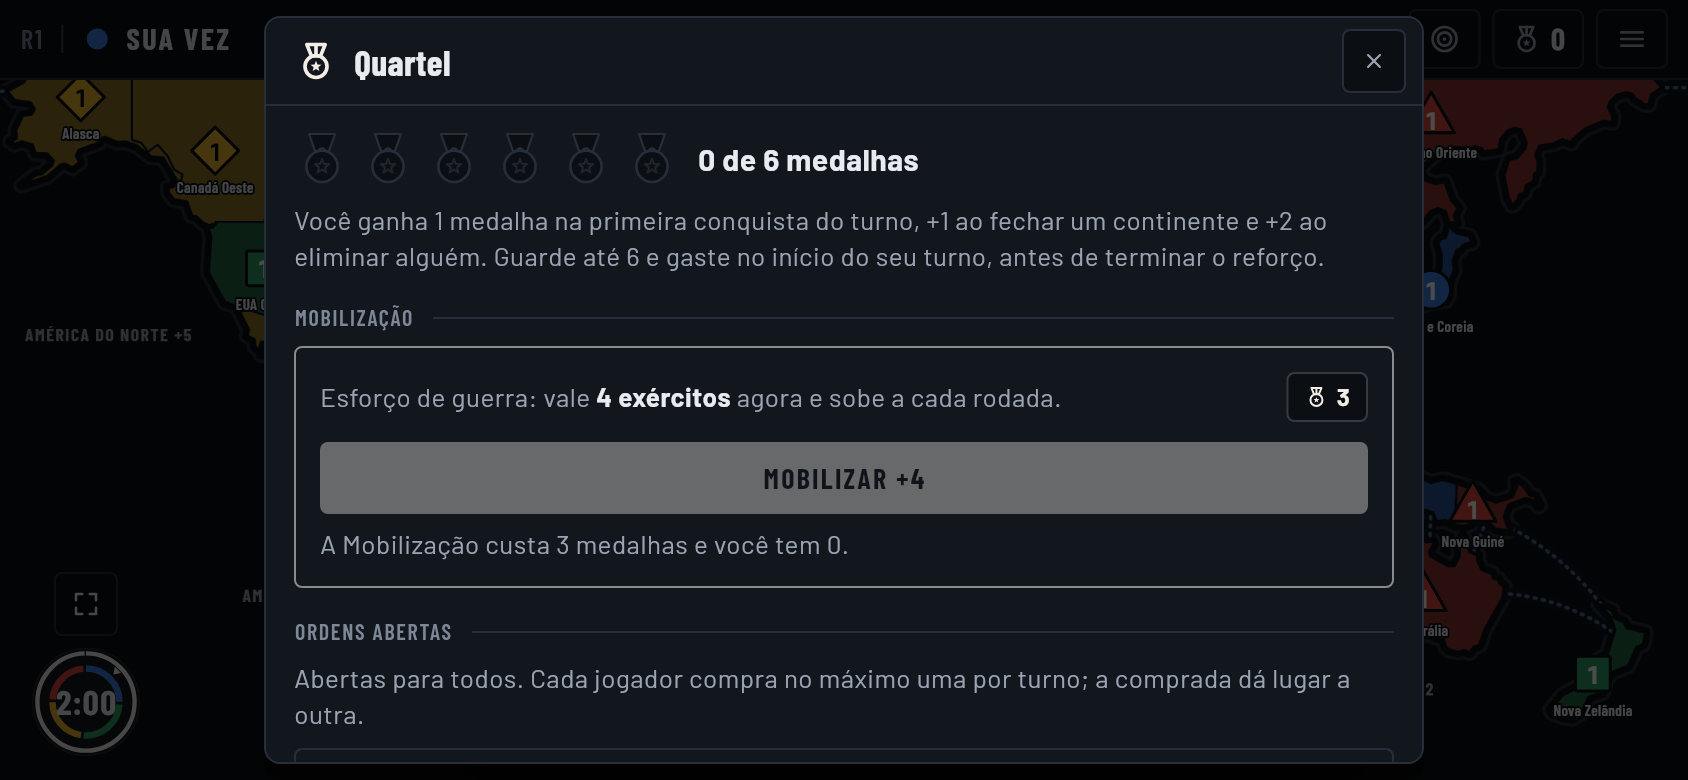 R1 SUA VEZ
Quartel
0
1
Alasca
1
Canadá Oeste
1
EUA
AMÉRICA DO NORTE +5
AM
2:00
0 de 6 medalhas
Você ganha 1 medalha na primeira conquista do turno, +1 ao fechar um continente e +2 ao
eliminar alguém. Guarde até 6 e gaste no início do seu turno, antes de terminar o reforço.
MOBILIZAÇÃO
Esforço de guerra: vale 4 exércitos agora e sobe a cada rodada.
3
MOBILIZAR +4
A Mobilização custa 3 medalhas e você tem 0.
ORDENS ABERTAS
Abertas para todos. Cada jogador compra no máximo uma por turno; a comprada dá lugar a
outra.
1
o Oriente
1
e Coreia
1
Nova Guiné
rália
2
1
Nova Zelândia